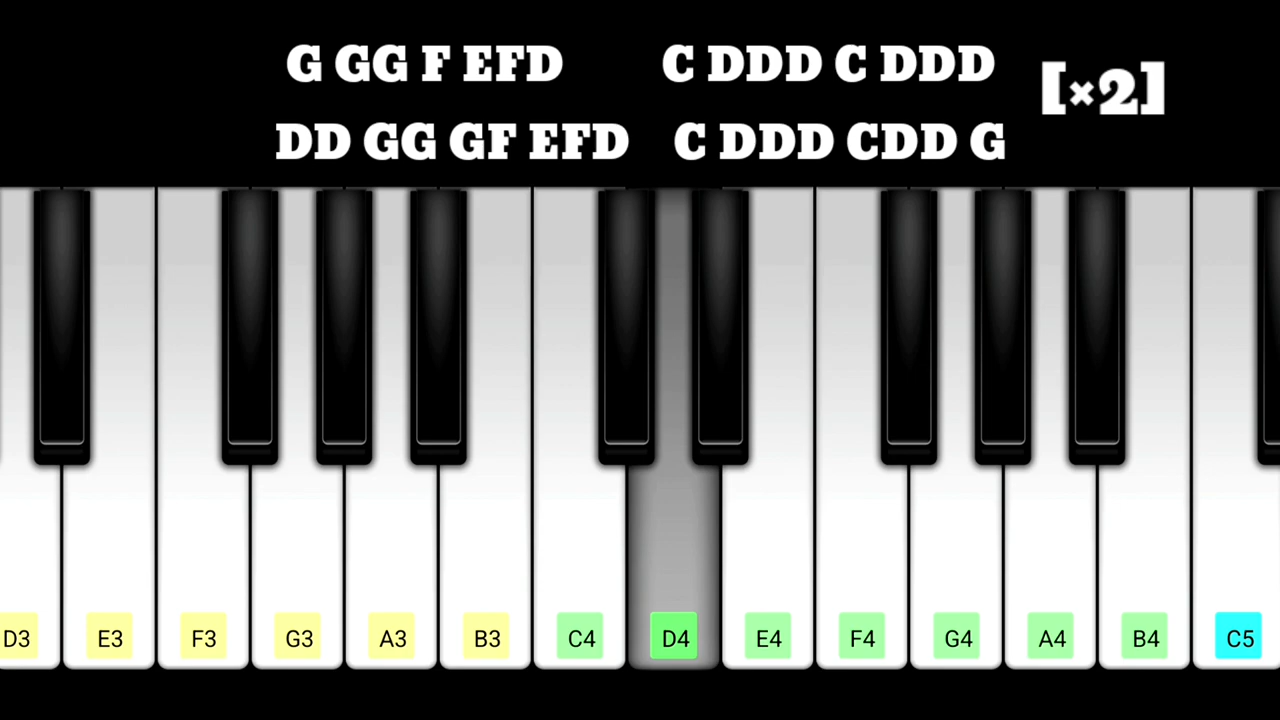 G GG F EFD C DDD C DDD
[×2]
DD GG GF EFD C DDD CDD G
D3 E3 F3 G3 A3 B3 C4 D4 E4 F4 G4 A4 B4 C5